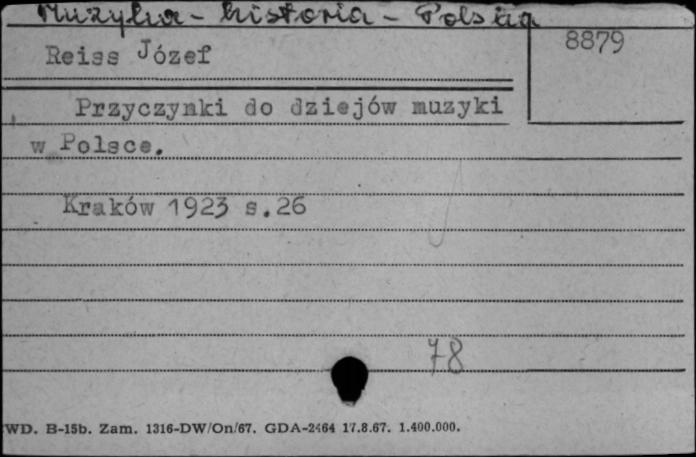 Muzyka - historia - Polska
8879
Reiss Józef
Przyczynki do dziejów muzyki
w Polsce.
Kraków 1923 s.26
78
WD. B-15b. Zam. 1316-DW/On/67. GDA-2464 17.8.67. 1.400.000.